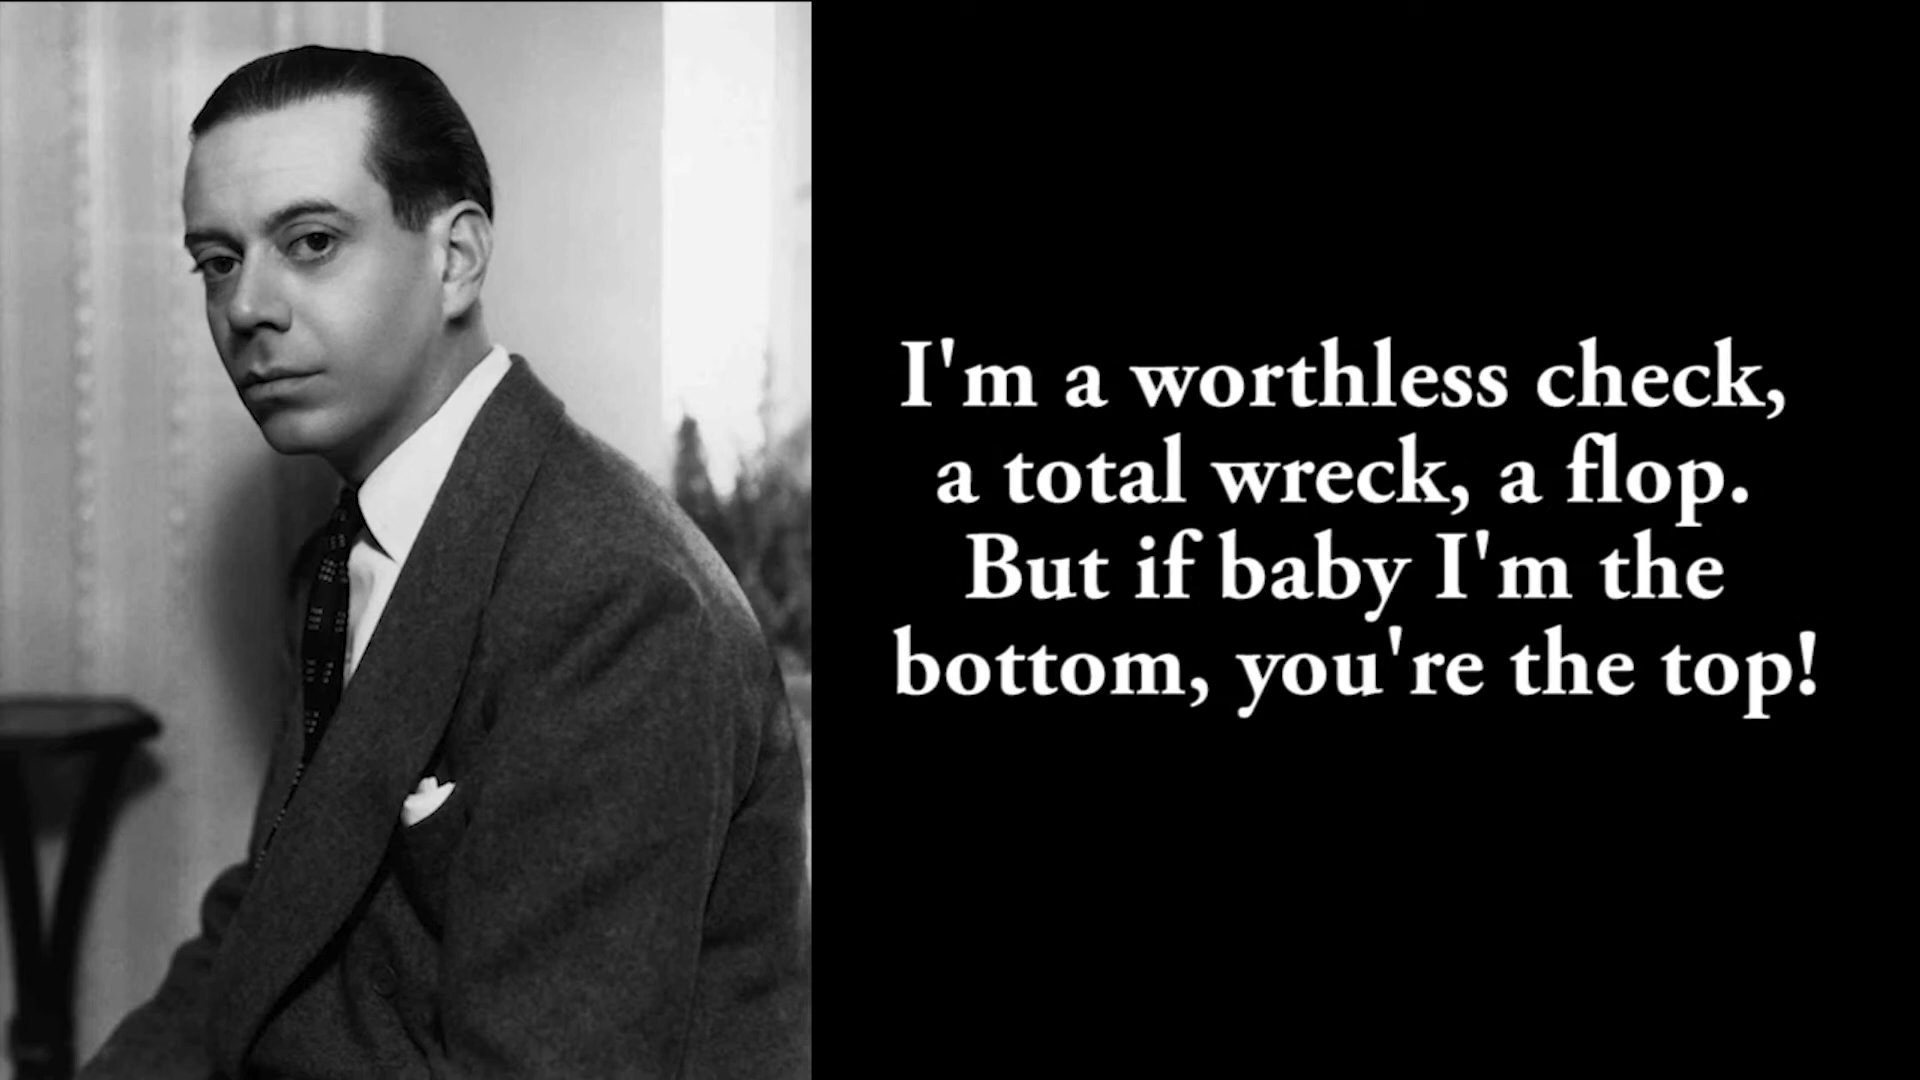 I'm a worthless check,
a total wreck, a flop.
But if baby I'm the
bottom, you're the top!